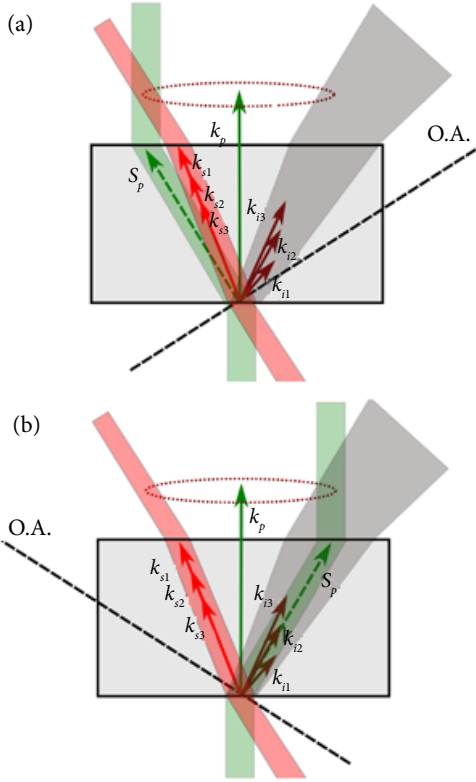 (a)
O.A.
k_p
k_s1
S_p
k_s2
k_i3
k_s3
k_i2
k_i1
(b)
O.A.
k_p
k_s1
S_p
k_s2
k_i3
k_s3
k_i2
k_i1